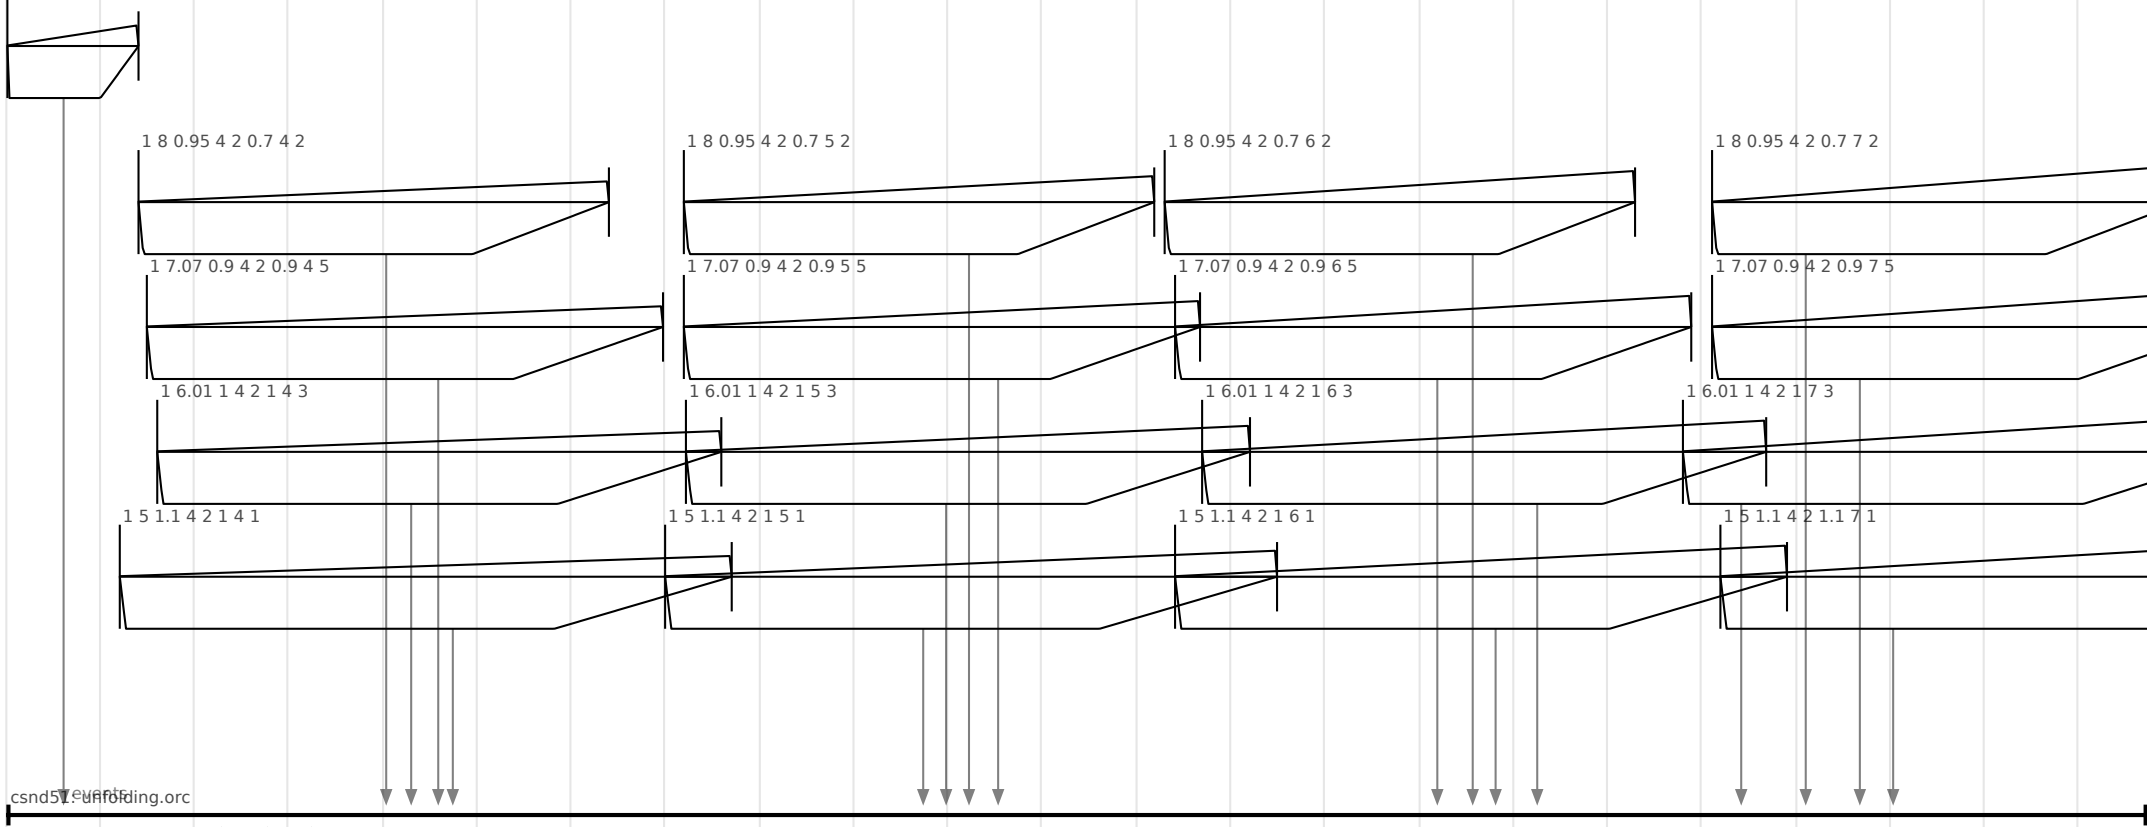 1 8 0.95 4 2 0.7 4 2
1 8 0.95 4 2 0.7 5 2
1 8 0.95 4 2 0.7 6 2
1 8 0.95 4 2 0.7 7 2
1 7.07 0.9 4 2 0.9 4 5
1 7.07 0.9 4 2 0.9 5 5
1 7.07 0.9 4 2 0.9 6 5
1 7.07 0.9 4 2 0.9 7 5
1 6.01 1 4 2 1 4 3
1 6.01 1 4 2 1 5 3
1 6.01 1 4 2 1 6 3
1 6.01 1 4 2 1 7 3
1 5 1.1 4 2 1 4 1
1 5 1.1 4 2 1 5 1
1 5 1.1 4 2 1 6 1
1 5 1.1 4 2 1.1 7 1
events
csnd51: unfolding.orc